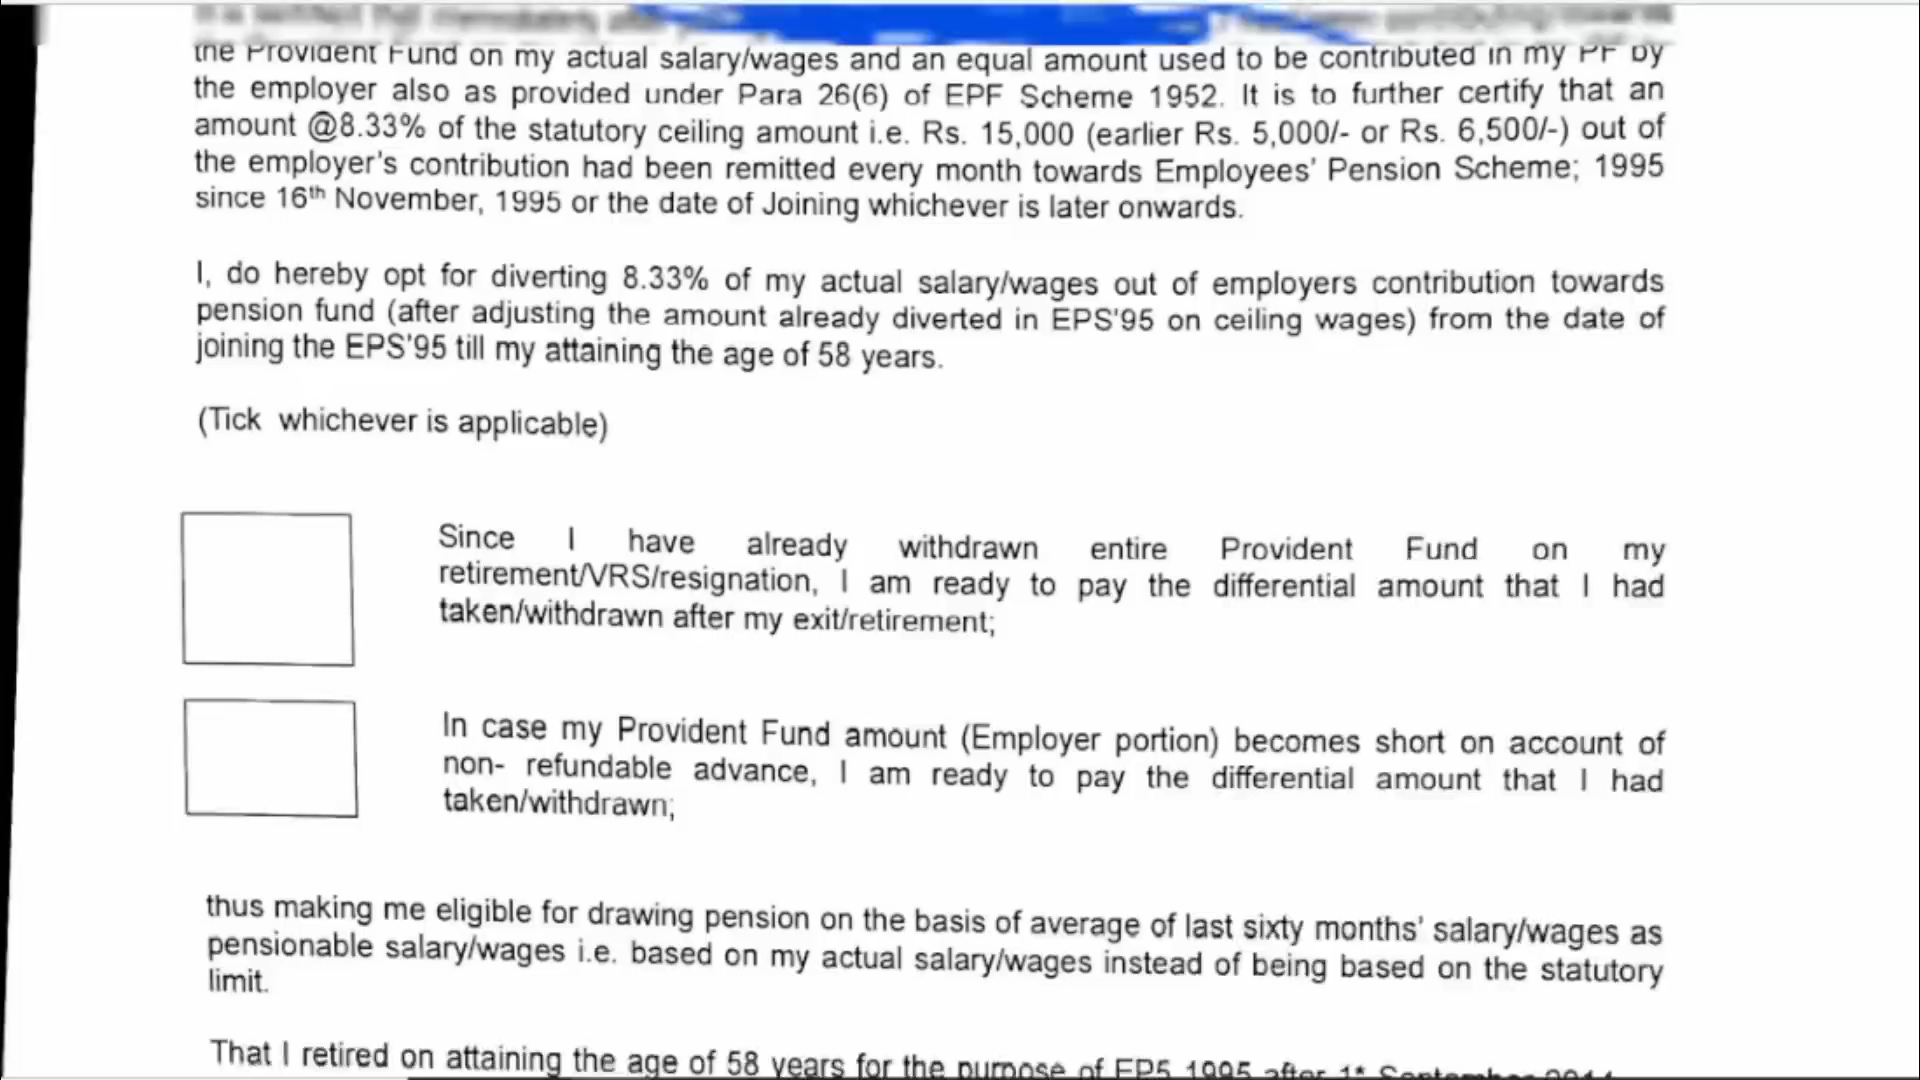 the Provident Fund on my actual salary/wages and an equal amount used to be contributed in my PF by
the employer also as provided under Para 26(6) of EPF Scheme 1952. It is to further certify that an
amount @8.33% of the statutory ceiling amount i.e. Rs. 15,000 (earlier Rs. 5,000/- or Rs. 6,500/-) out of
the employer's contribution had been remitted every month towards Employees' Pension Scheme; 1995
since 16th November, 1995 or the date of Joining whichever is later onwards.
I, do hereby opt for diverting 8.33% of my actual salary/wages out of employers contribution towards
pension fund (after adjusting the amount already diverted in EPS'95 on ceiling wages) from the date of
joining the EPS'95 till my attaining the age of 58 years.
(Tick whichever is applicable)
Since I have already withdrawn entire Provident Fund on my
retirement/VRS/resignation, I am ready to pay the differential amount that I had
taken/withdrawn after my exit/retirement;
In case my Provident Fund amount (Employer portion) becomes short on account of
non- refundable advance, I am ready to pay the differential amount that I had
taken/withdrawn;
thus making me eligible for drawing pension on the basis of average of last sixty months' salary/wages as
pensionable salary/wages i.e. based on my actual salary/wages instead of being based on the statutory
limit.
That I retired on attaining the age of 58 years for the purpose of EPS 1995 after 1st September 2014